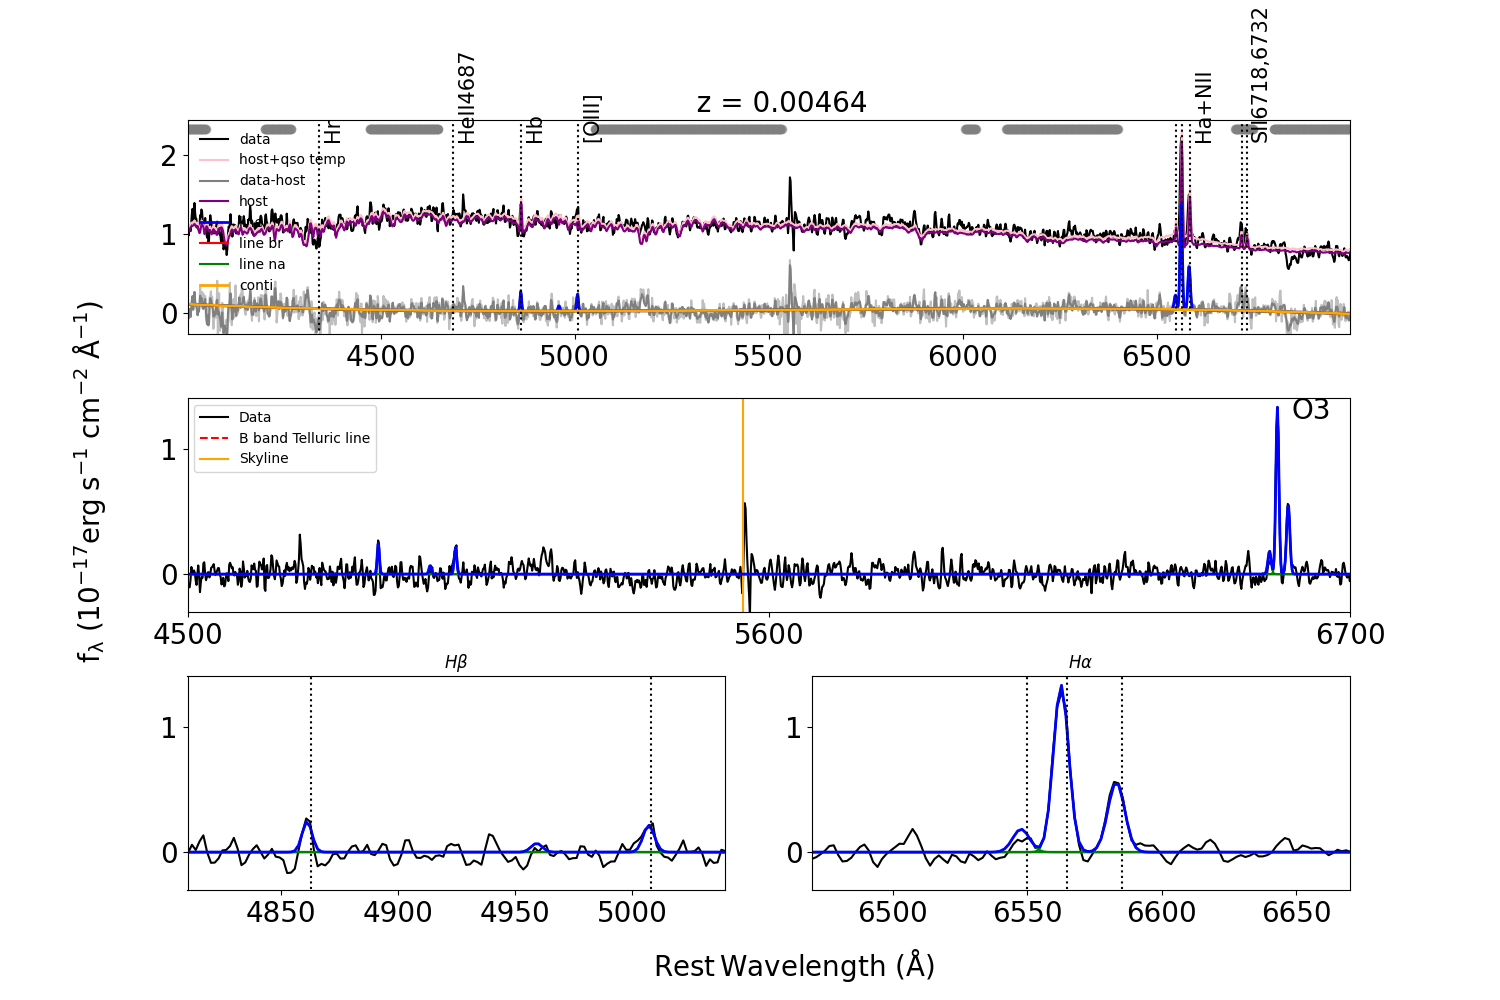 z = 0.00464
Hr
HeII4687
Hb
[OIII]
Ha+NII
SII6718,6732
data
host+qso temp
data-host
host
line br
line na
conti
2
1
0
4500 5000 5500 6000 6500
Data
B band Telluric line
Skyline
O3
1
0
4500 5600 6700
fλ (10⁻¹⁷erg s⁻¹ cm⁻² Å⁻¹)
Hβ
1
0
4850 4900 4950 5000
Hα
1
0
6500 6550 6600 6650
Rest Wavelength (Å)